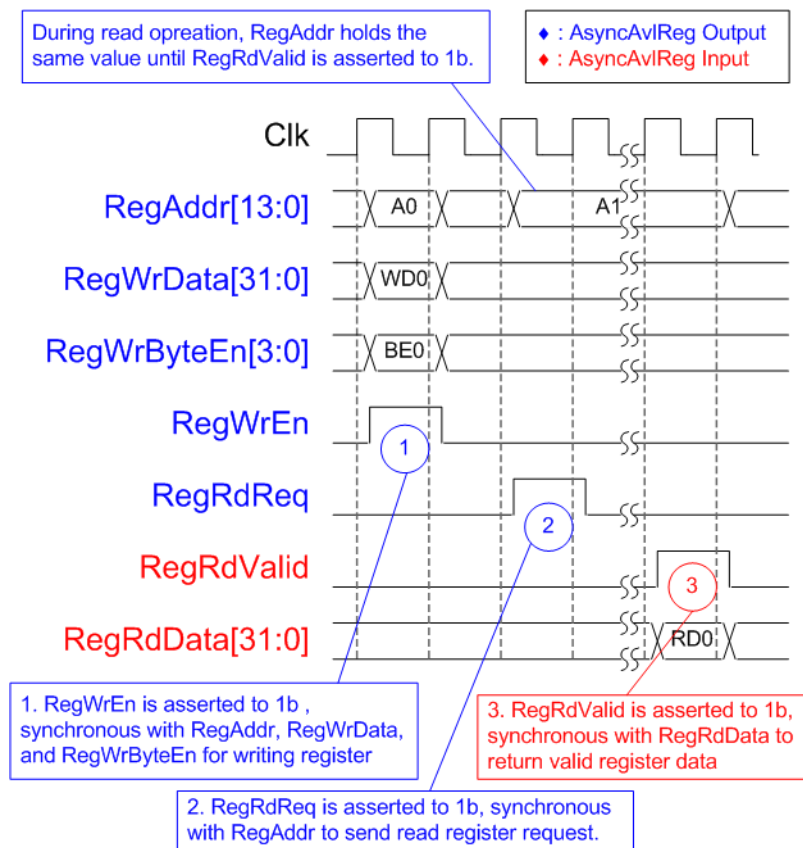 During read opreation, RegAddr holds the
same value until RegRdValid is asserted to 1b.
♦ : AsyncAvlReg Output
♦ : AsyncAvlReg Input
Clk
RegAddr[13:0]
A0
A1
RegWrData[31:0]
WD0
RegWrByteEn[3:0]
BE0
RegWrEn
1
RegRdReq
2
RegRdValid
3
RegRdData[31:0]
RD0
1. RegWrEn is asserted to 1b ,
synchronous with RegAddr, RegWrData,
and RegWrByteEn for writing register
3. RegRdValid is asserted to 1b,
synchronous with RegRdData to
return valid register data
2. RegRdReq is asserted to 1b, synchronous
with RegAddr to send read register request.